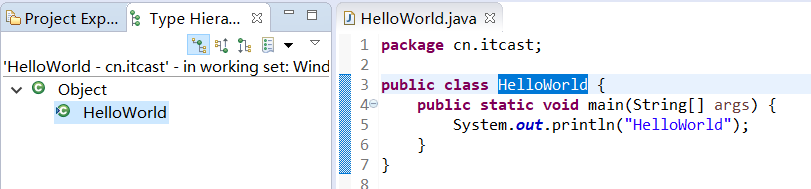 Project Exp...
Type Hierar...
'HelloWorld - cn.itcast' - in working set: Wind
Object
HelloWorld
HelloWorld.java
1 package cn.itcast;
2
3 public class HelloWorld {
4 public static void main(String[] args) {
5 System.out.println("HelloWorld");
6 }
7 }
8